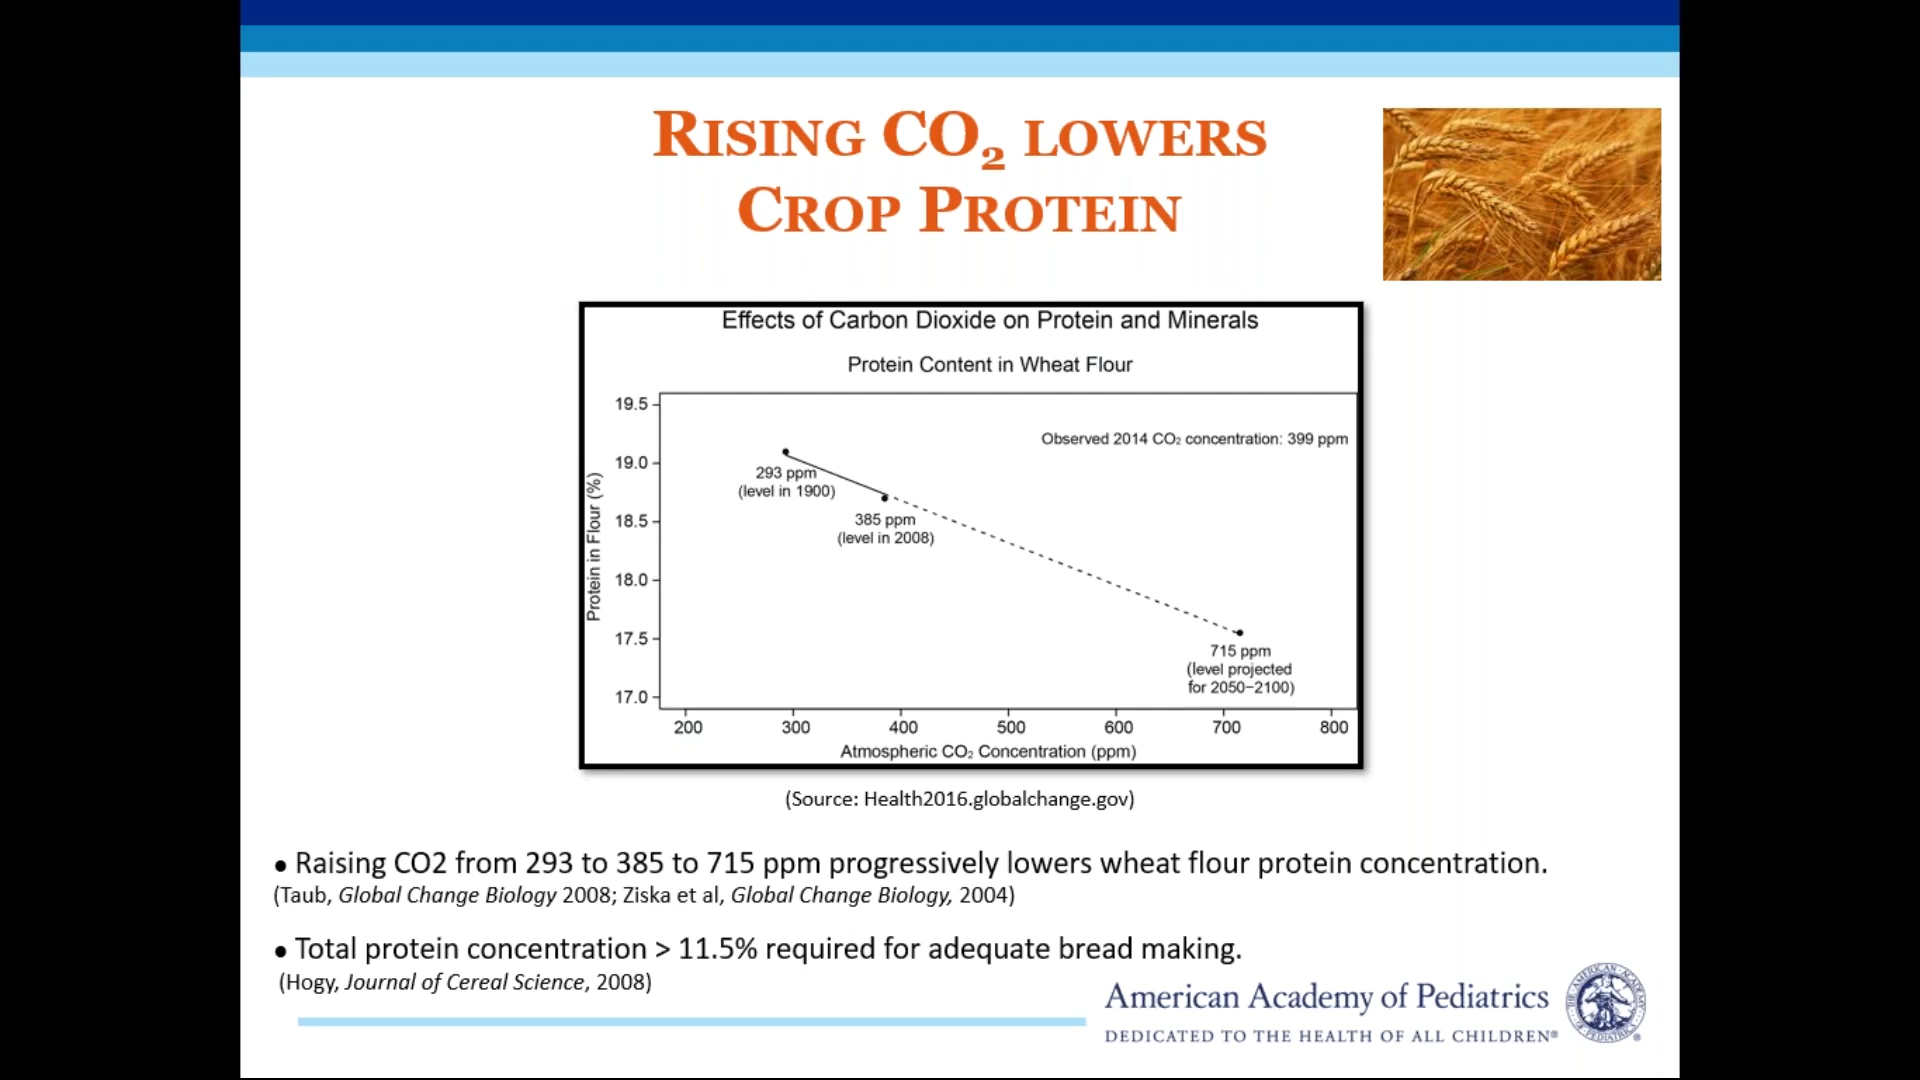 RISING CO₂ LOWERS
CROP PROTEIN
Effects of Carbon Dioxide on Protein and Minerals
Protein Content in Wheat Flour
Protein in Flour (%)
19.5
19.0
18.5
18.0
17.5
17.0
Observed 2014 CO₂ concentration: 399 ppm
293 ppm
(level in 1900)
385 ppm
(level in 2008)
715 ppm
(level projected
for 2050–2100)
200 300 400 500 600 700 800
Atmospheric CO₂ Concentration (ppm)
(Source: Health2016.globalchange.gov)
● Raising CO2 from 293 to 385 to 715 ppm progressively lowers wheat flour protein concentration.
(Taub, Global Change Biology 2008; Ziska et al, Global Change Biology, 2004)
● Total protein concentration > 11.5% required for adequate bread making.
(Hogy, Journal of Cereal Science, 2008)
American Academy of Pediatrics
DEDICATED TO THE HEALTH OF ALL CHILDREN®